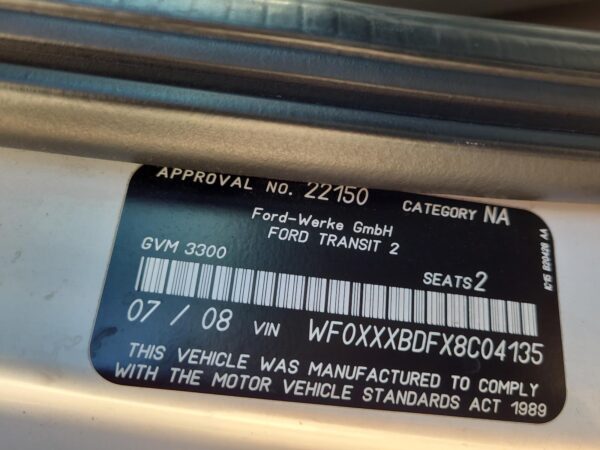 APPROVAL NO. 22150 CATEGORY NA
Ford-Werke GmbH
FORD TRANSIT 2
GVM 3300 SEATS 2
07 / 08 VIN WF0XXXBDFX8C04135
THIS VEHICLE WAS MANUFACTURED TO COMPLY
WITH THE MOTOR VEHICLE STANDARDS ACT 1989